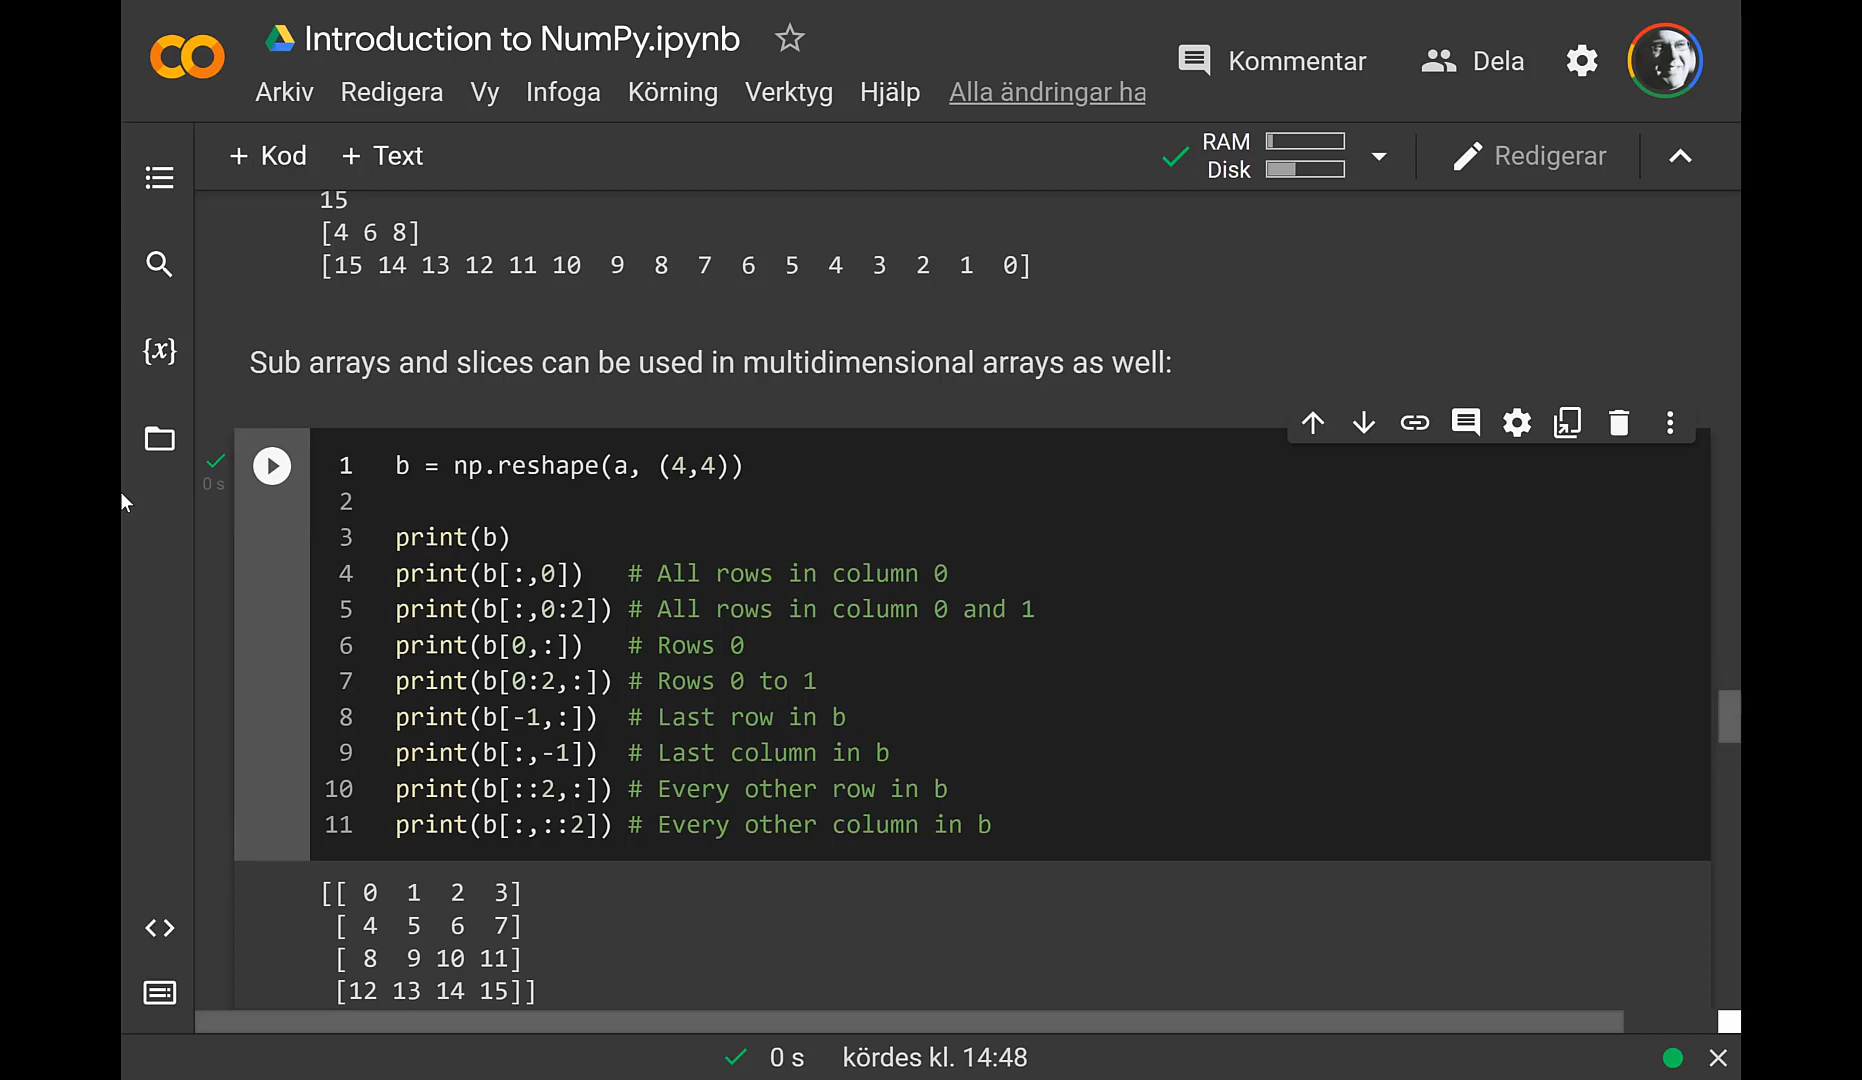 Introduction to NumPy.ipynb
Kommentar
Dela
Arkiv Redigera Vy Infoga Körning Verktyg Hjälp Alla ändringar ha
+ Kod + Text
RAM
Disk
Redigerar
15
[4 6 8]
[15 14 13 12 11 10 9 8 7 6 5 4 3 2 1 0]
{x}
Sub arrays and slices can be used in multidimensional arrays as well:
0 s
1 b = np.reshape(a, (4,4))
2
3 print(b)
4 print(b[:,0]) # All rows in column 0
5 print(b[:,0:2]) # All rows in column 0 and 1
6 print(b[0,:]) # Rows 0
7 print(b[0:2,:]) # Rows 0 to 1
8 print(b[-1,:]) # Last row in b
9 print(b[:,-1]) # Last column in b
10 print(b[::2,:]) # Every other row in b
11 print(b[:,::2]) # Every other column in b
[[ 0 1 2 3]
[ 4 5 6 7]
[ 8 9 10 11]
[12 13 14 15]]
0 s kördes kl. 14:48